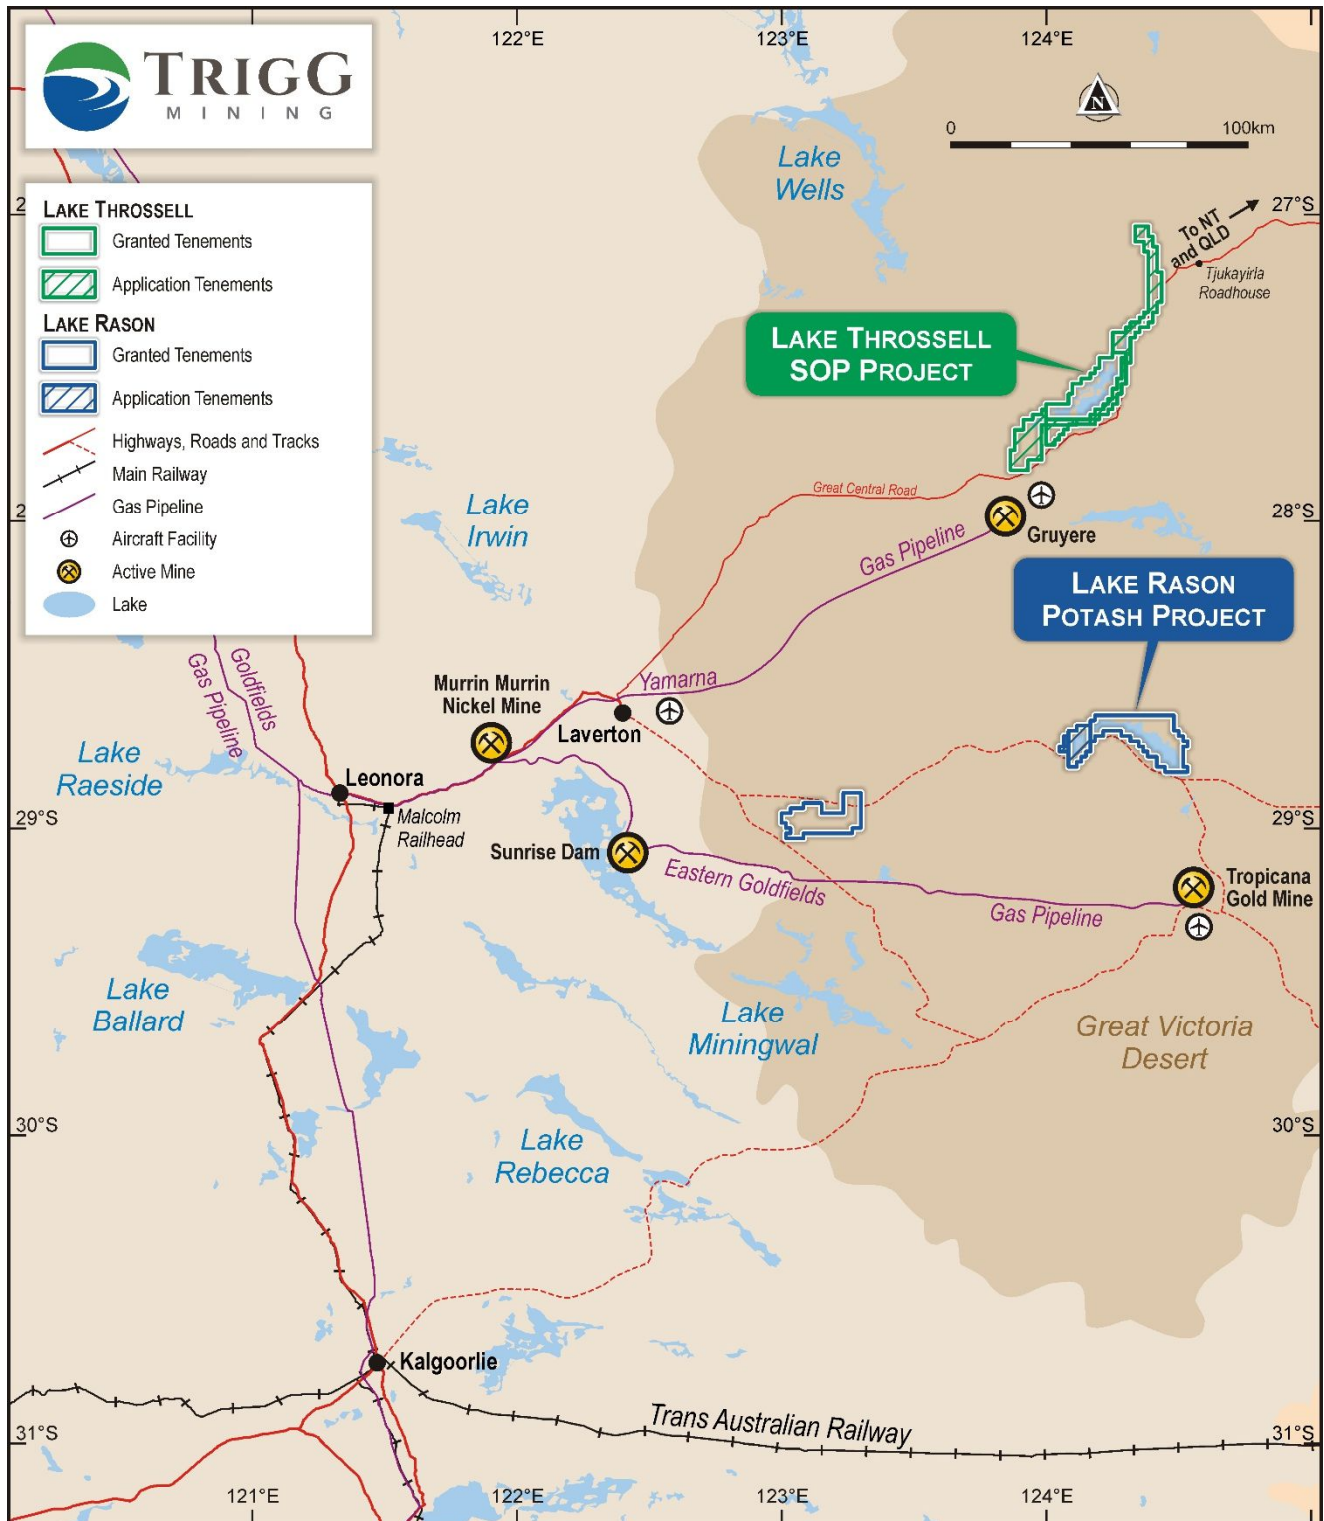 122°E
123°E
124°E
TRIGG
MINING
N
0
100km
Lake
Wells
LAKE THROSSELL
Granted Tenements
Application Tenements
LAKE RASON
Granted Tenements
Application Tenements
Highways, Roads and Tracks
Main Railway
Gas Pipeline
Aircraft Facility
Active Mine
Lake
27°S
To NT
and QLD
Tjukayirla
Roadhouse
LAKE THROSSELL
SOP PROJECT
Great Central Road
Lake
Irwin
28°S
Gas Pipeline
Gruyere
LAKE RASON
POTASH PROJECT
Goldfields
Gas Pipeline
Murrin Murrin
Nickel Mine
Yamarna
Laverton
Lake
Raeside
Leonora
Malcolm
Railhead
29°S
29°S
Sunrise Dam
Eastern Goldfields
Gas Pipeline
Tropicana
Gold Mine
Lake
Ballard
Lake
Miningwal
Great Victoria
Desert
30°S
30°S
Lake
Rebecca
Kalgoorlie
Trans Australian Railway
31°S
31°S
121°E
122°E
123°E
124°E